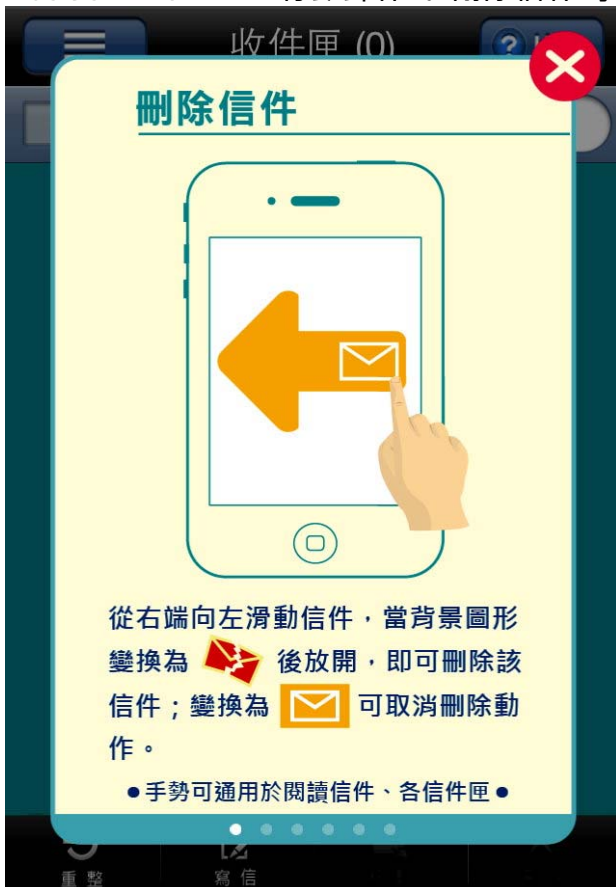 收件匣 (0)
刪除信件
從右端向左滑動信件，當背景圖形
變換為 後放開，即可刪除該
信件；變換為 可取消刪除動
作。
●手勢可通用於閱讀信件、各信件匣●
重整
寫信